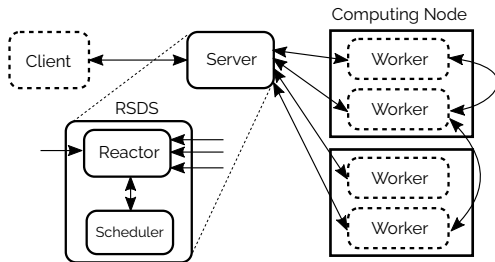 Computing Node
Client
Server
Worker
Worker
RSDS
Reactor
Worker
Scheduler
Worker